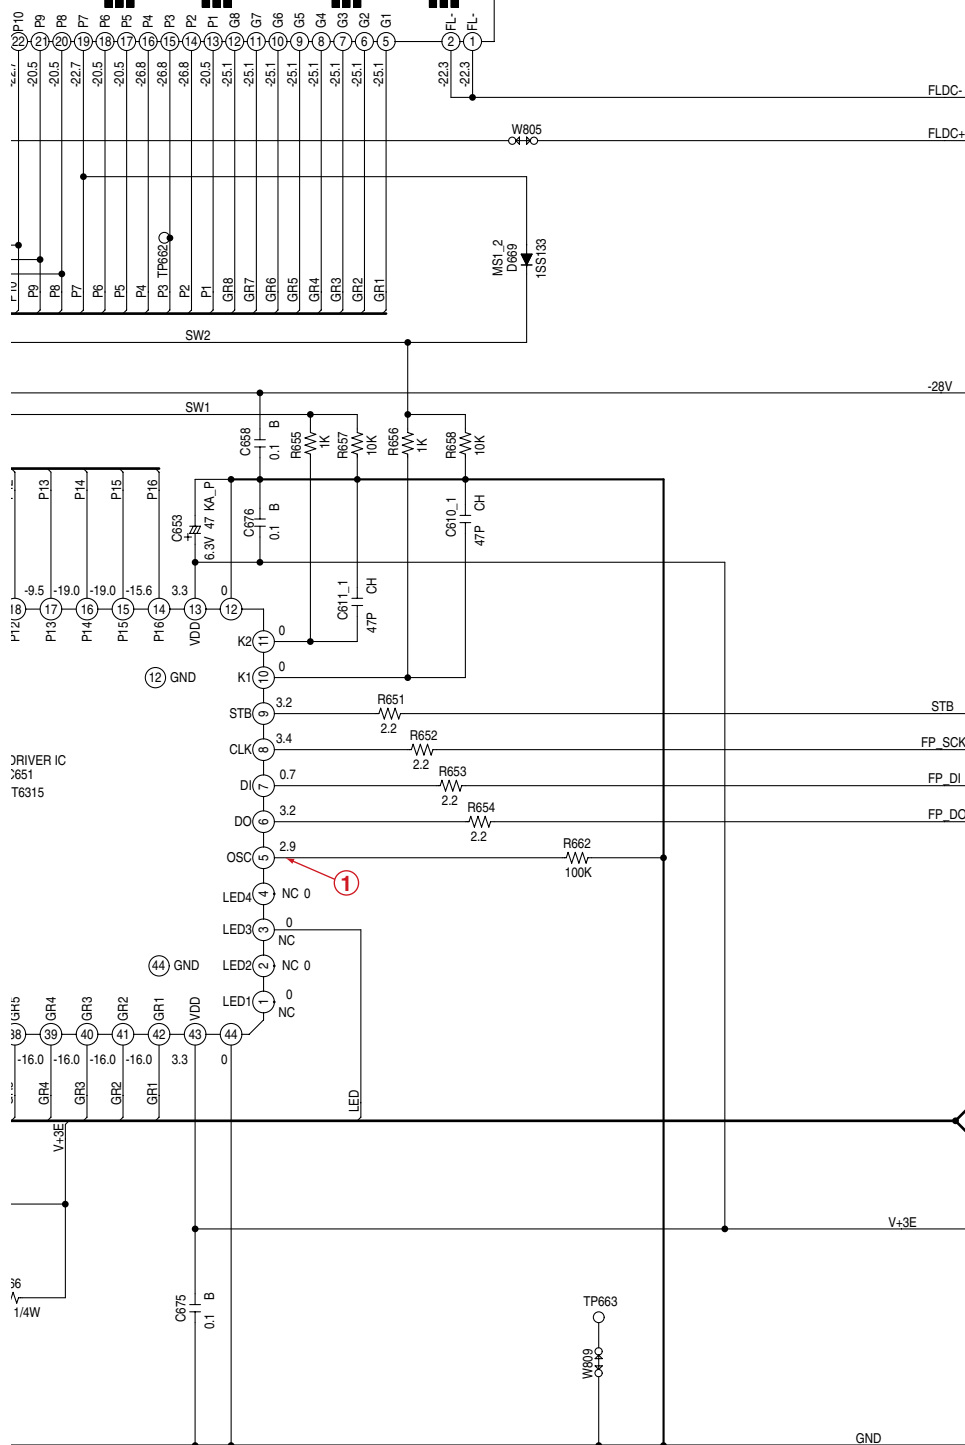 P10 P9 P8 P7 P6 P5 P4 P3 P2 P1 G8 G7 G6 G5 G4 G3 G2 G1 FL- FL-
22 21 20 19 18 17 16 15 14 13 12 11 10 9 8 7 6 5 2 1
-22.7 -20.5 -20.5 -22.7 -20.5 -20.5 -26.8 -26.8 -26.8 -20.5 -25.1 -25.1 -25.1 -25.1 -25.1 -25.1 -25.1 -25.1 -22.3 -22.3
FLDC-
W805
FLDC+
TP662
MS1_2
D669
1SS133
P10 P9 P8 P7 P6 P5 P4 P3 P2 P1 GR8 GR7 GR6 GR5 GR4 GR3 GR2 GR1
SW2
-28V
SW1
C658
0.1 B
R655
1K
R657
10K
R656
1K
R658
10K
P13 P14 P15 P16
C653
+
6.3V 47 KA_P
C676
0.1 B
C610_1
47P CH
C611_1
47P CH
-9.5 -19.0 -19.0 -15.6 3.3 0
18 17 16 15 14 13 12
P12 P13 P14 P15 P16 VDD
K2 11 0
12 GND
K1 10 0
STB 9 3.2
R651
2.2
STB
CLK 8 3.4
R652
2.2
FP_SCK
DRIVER IC
DI 7 0.7
R653
2.2
FP_DI
T6315
DO 6 3.2
R654
2.2
FP_DO
OSC 5 2.9
R662
100K
1
LED4 4 NC 0
LED3 3 0
NC
44 GND
LED2 2 NC 0
LED1 1 0
NC
GR5 GR4 GR3 GR2 GR1 VDD
38 39 40 41 42 43 44
-16.0 -16.0 -16.0 -16.0 3.3 0
GR4 GR3 GR2 GR1
LED
V+3E
V+3E
66
1/4W
C675
0.1 B
TP663
W809
GND